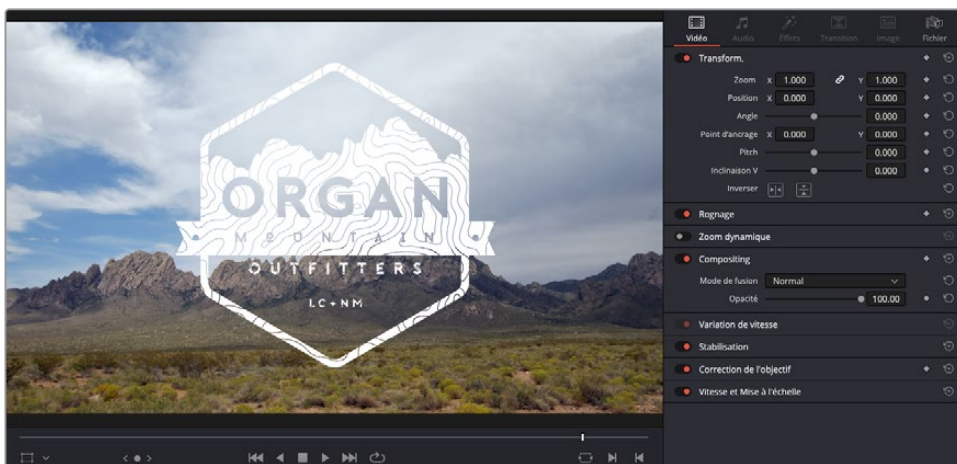 Vidéo Audio Effets Transition Image Fichier
Transform.
Zoom X 1.000 Y 1.000
Position X 0.000 Y 0.000
Angle 0.000
Point d'ancrage X 0.000 Y 0.000
Pitch 0.000
Inclinaison V 0.000
Inverser
Rognage
Zoom dynamique
Compositing
Mode de fusion Normal
Opacité 100.00
Variation de vitesse
Stabilisation
Correction de l'objectif
Vitesse et Mise à l'échelle
ORGAN
MOUNTAIN
OUTFITTERS
LC+NM